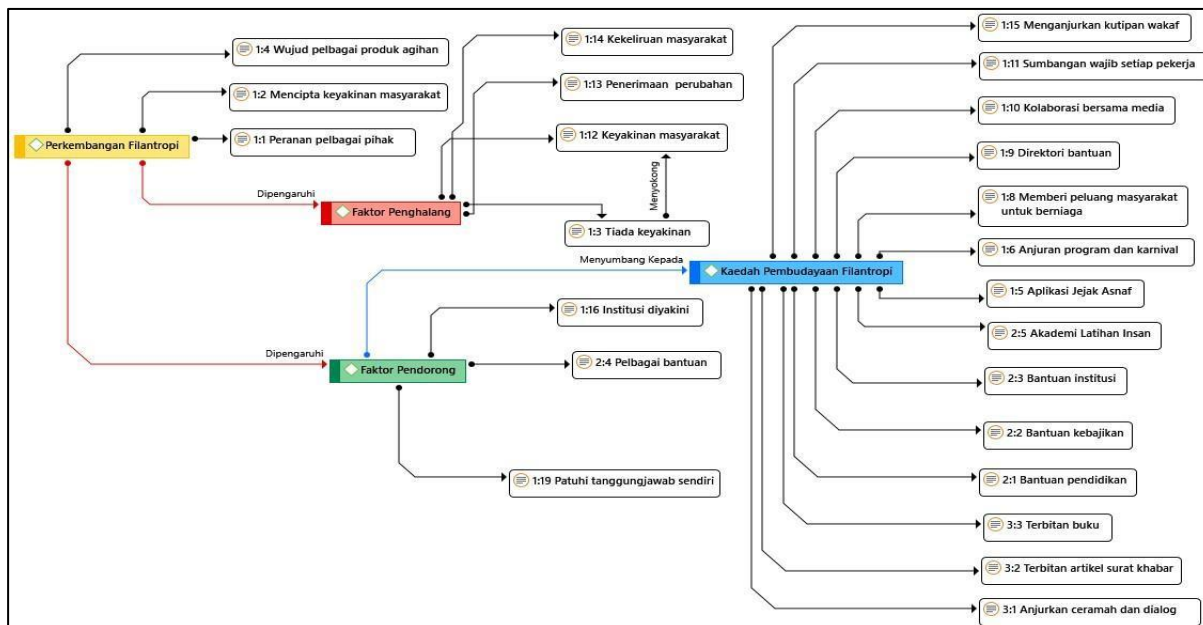 1:4 Wujud pelbagai produk agihan
1:2 Mencipta keyakinan masyarakat
Perkembangan Filantropi
1:1 Peranan pelbagai pihak
Dipengaruhi
Faktor Penghalang
1:14 Kekeliruan masyarakat
1:13 Penerimaan perubahan
1:12 Keyakinan masyarakat
Menyokong
1:3 Tiada keyakinan
Menyumbang Kepada
Kaedah Pembudayaan Filantropi
1:16 Institusi diyakini
Dipengaruhi
Faktor Pendorong
2:4 Pelbagai bantuan
1:19 Patuhi tanggungjawab sendiri
1:15 Menganjurkan kutipan wakaf
1:11 Sumbangan wajib setiap pekerja
1:10 Kolaborasi bersama media
1:9 Direktori bantuan
1:8 Memberi peluang masyarakat
untuk berniaga
1:6 Anjuran program dan karnival
1:5 Aplikasi Jejak Asnaf
2:5 Akademi Latihan Insan
2:3 Bantuan institusi
2:2 Bantuan kebajikan
2:1 Bantuan pendidikan
3:3 Terbitan buku
3:2 Terbitan artikel surat khabar
3:1 Anjurkan ceramah dan dialog